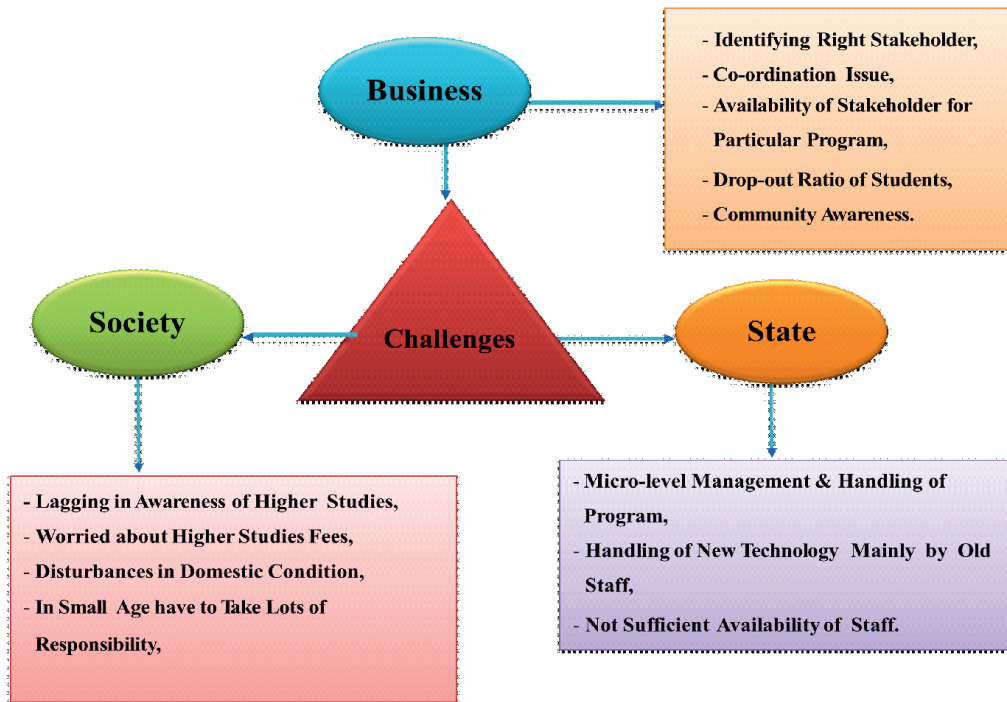 Business
- Identifying Right Stakeholder,
- Co-ordination Issue,
- Availability of Stakeholder for
Particular Program,
- Drop-out Ratio of Students,
- Community Awareness.
Society
Challenges
State
- Lagging in Awareness of Higher Studies,
- Worried about Higher Studies Fees,
- Disturbances in Domestic Condition,
- In Small Age have to Take Lots of
Responsibility,
- Micro-level Management & Handling of
Program,
- Handling of New Technology Mainly by Old
Staff,
- Not Sufficient Availability of Staff.